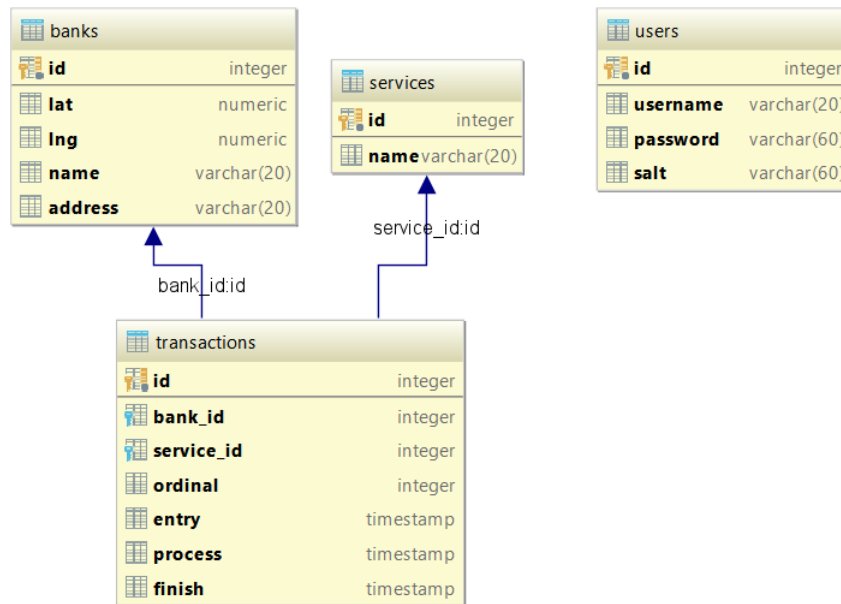 banks
id integer
lat numeric
lng numeric
name varchar(20)
address varchar(20)
services
id integer
name varchar(20)
users
id integer
username varchar(20)
password varchar(60)
salt varchar(60)
bank_id:id
service_id:id
transactions
id integer
bank_id integer
service_id integer
ordinal integer
entry timestamp
process timestamp
finish timestamp